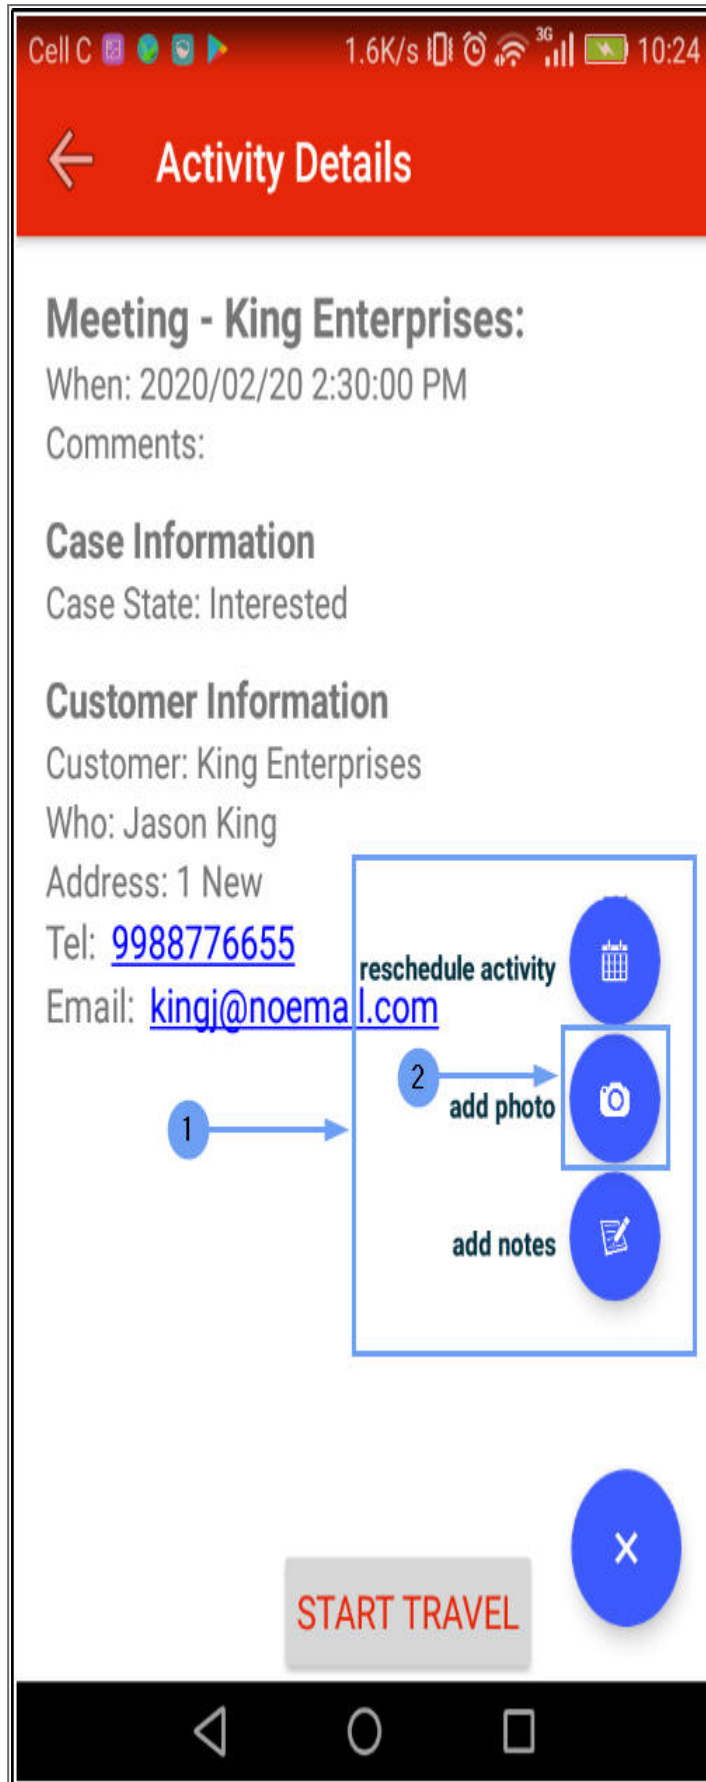 Cell C 1.6K/s 3G 10:24
Activity Details
Meeting - King Enterprises:
When: 2020/02/20 2:30:00 PM
Comments:
Case Information
Case State: Interested
Customer Information
Customer: King Enterprises
Who: Jason King
Address: 1 New
Tel: 9988776655
reschedule activity
Email: kingj@noema l.com
2
add photo
1
add notes
START TRAVEL